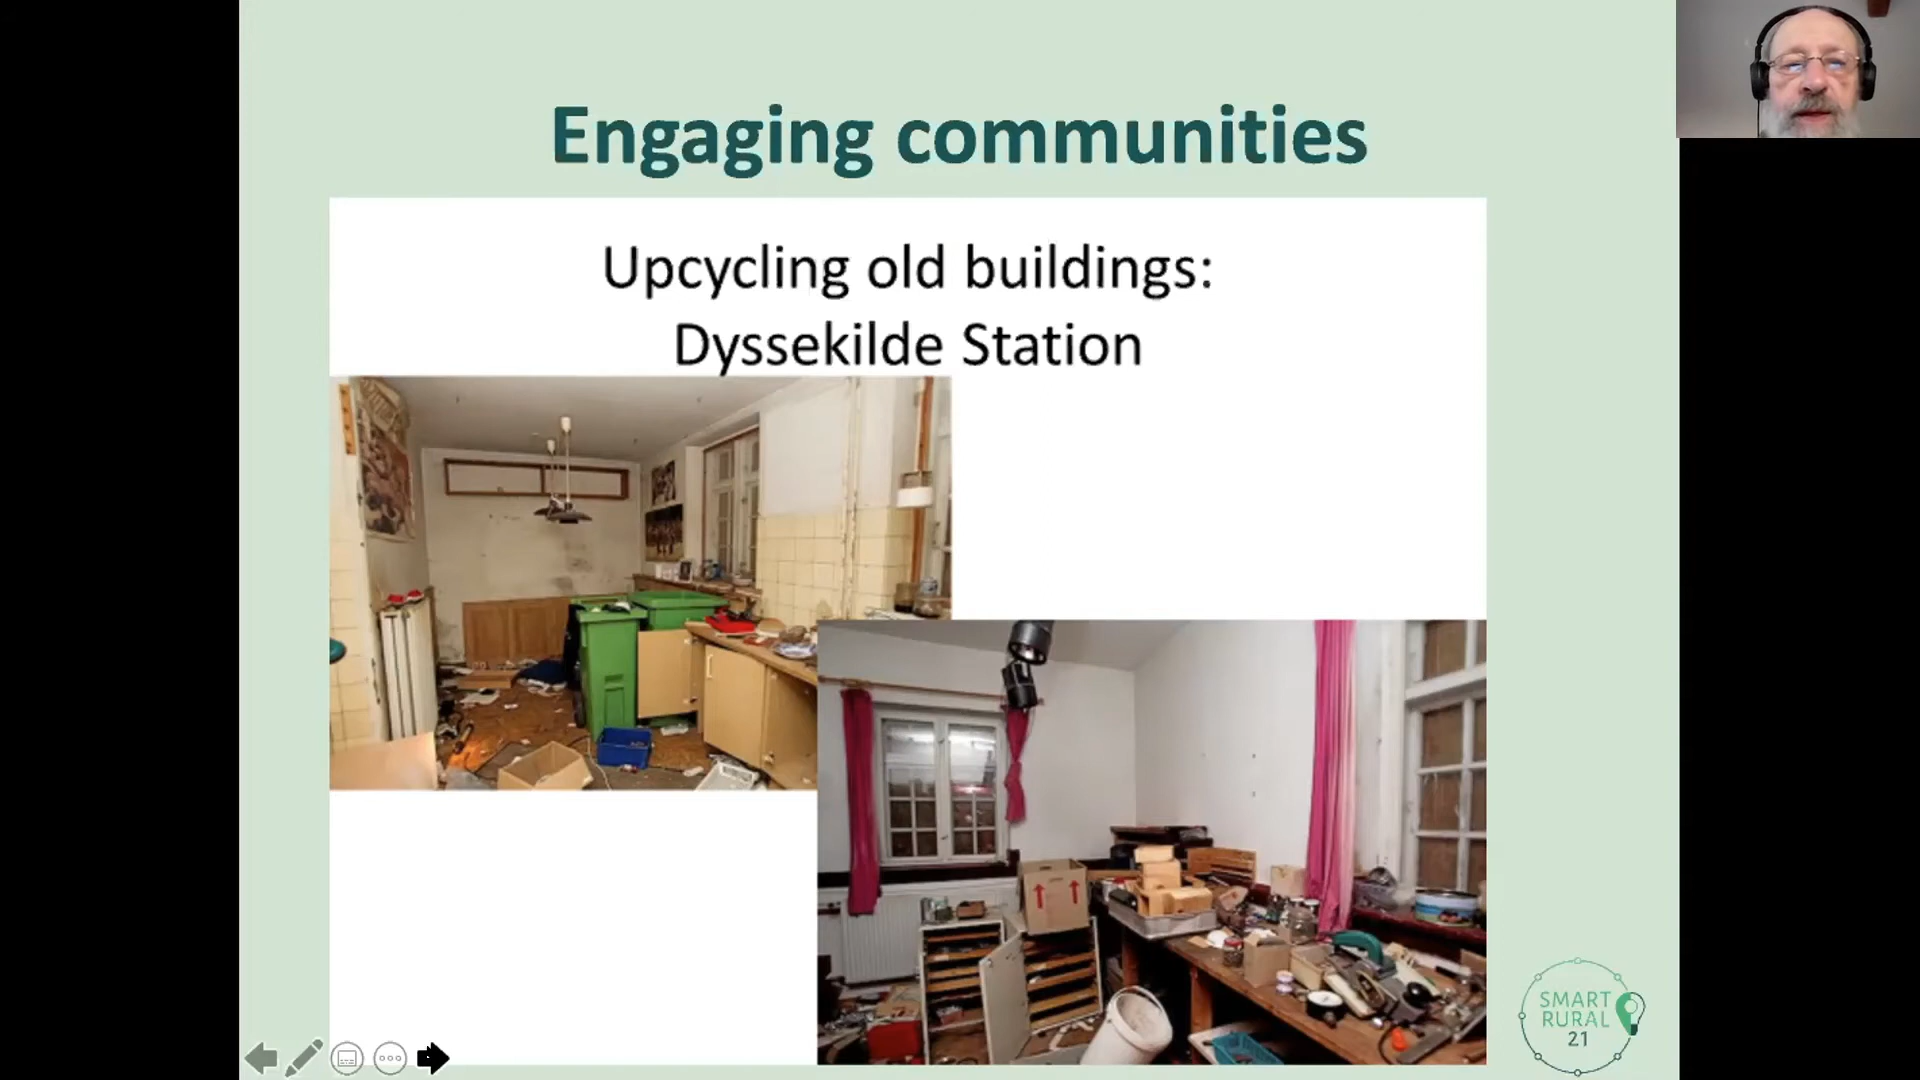 Engaging communities
Upcycling old buildings:
Dyssekilde Station
SMART
RURAL
21